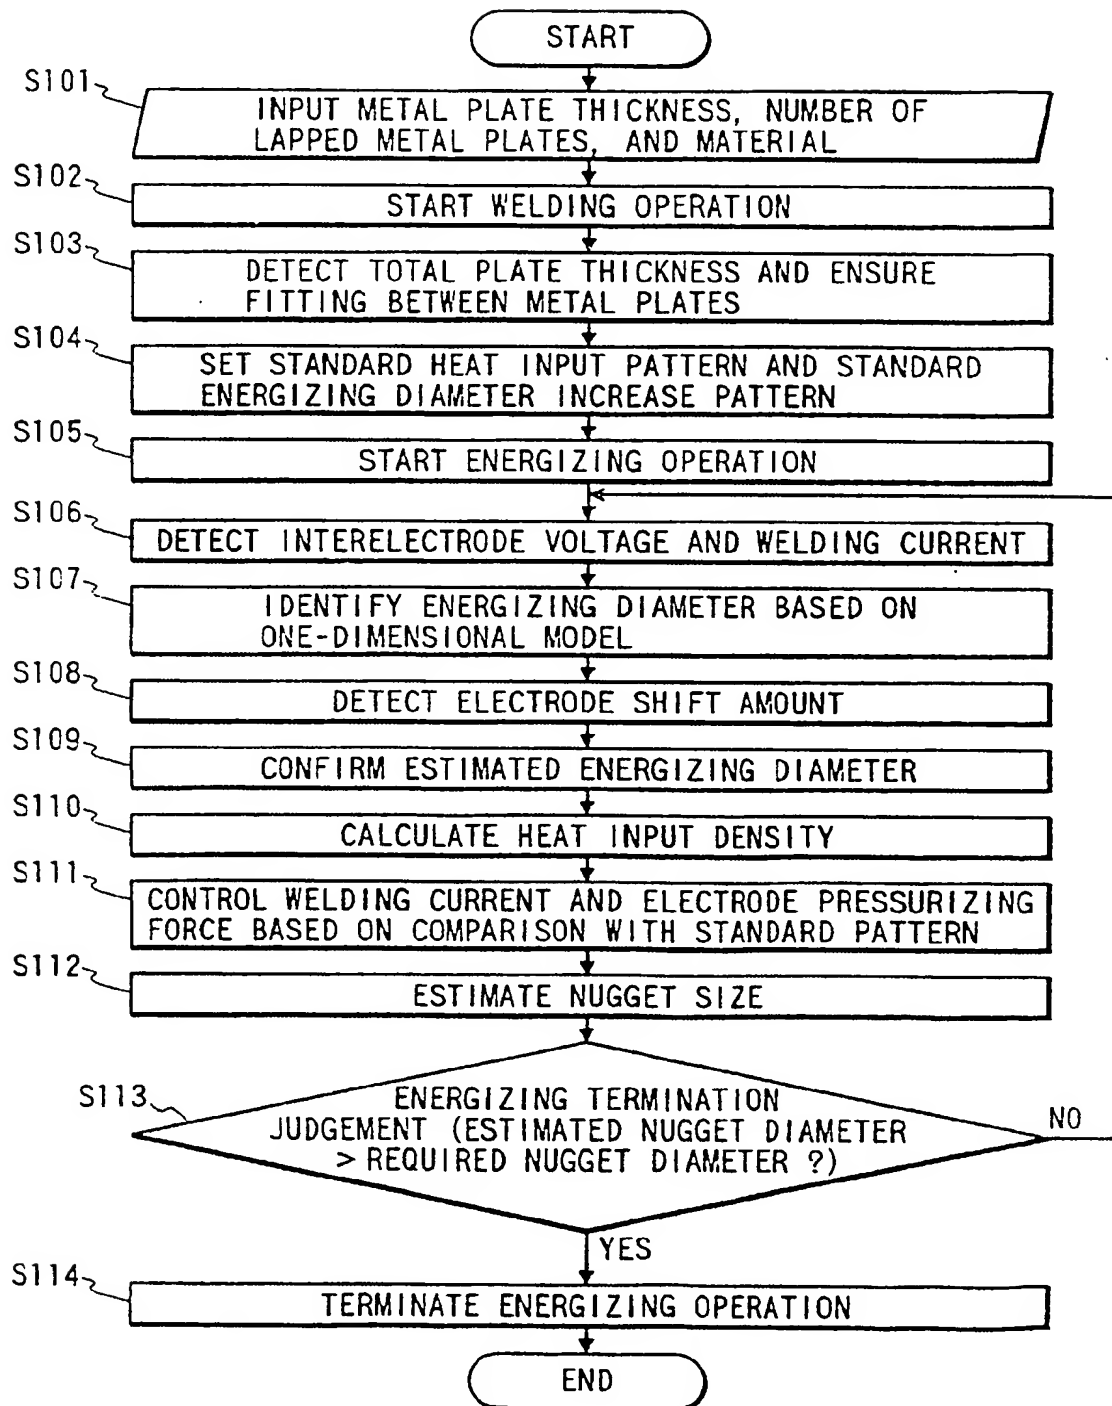 START
S101
INPUT METAL PLATE THICKNESS, NUMBER OF
LAPPED METAL PLATES, AND MATERIAL
S102
START WELDING OPERATION
S103
DETECT TOTAL PLATE THICKNESS AND ENSURE
FITTING BETWEEN METAL PLATES
S104
SET STANDARD HEAT INPUT PATTERN AND STANDARD
ENERGIZING DIAMETER INCREASE PATTERN
S105
START ENERGIZING OPERATION
S106
DETECT INTERELECTRODE VOLTAGE AND WELDING CURRENT
S107
IDENTIFY ENERGIZING DIAMETER BASED ON
ONE-DIMENSIONAL MODEL
S108
DETECT ELECTRODE SHIFT AMOUNT
S109
CONFIRM ESTIMATED ENERGIZING DIAMETER
S110
CALCULATE HEAT INPUT DENSITY
S111
CONTROL WELDING CURRENT AND ELECTRODE PRESSURIZING
FORCE BASED ON COMPARISON WITH STANDARD PATTERN
S112
ESTIMATE NUGGET SIZE
S113
ENERGIZING TERMINATION
JUDGEMENT (ESTIMATED NUGGET DIAMETER
> REQUIRED NUGGET DIAMETER ?)
NO
YES
S114
TERMINATE ENERGIZING OPERATION
END